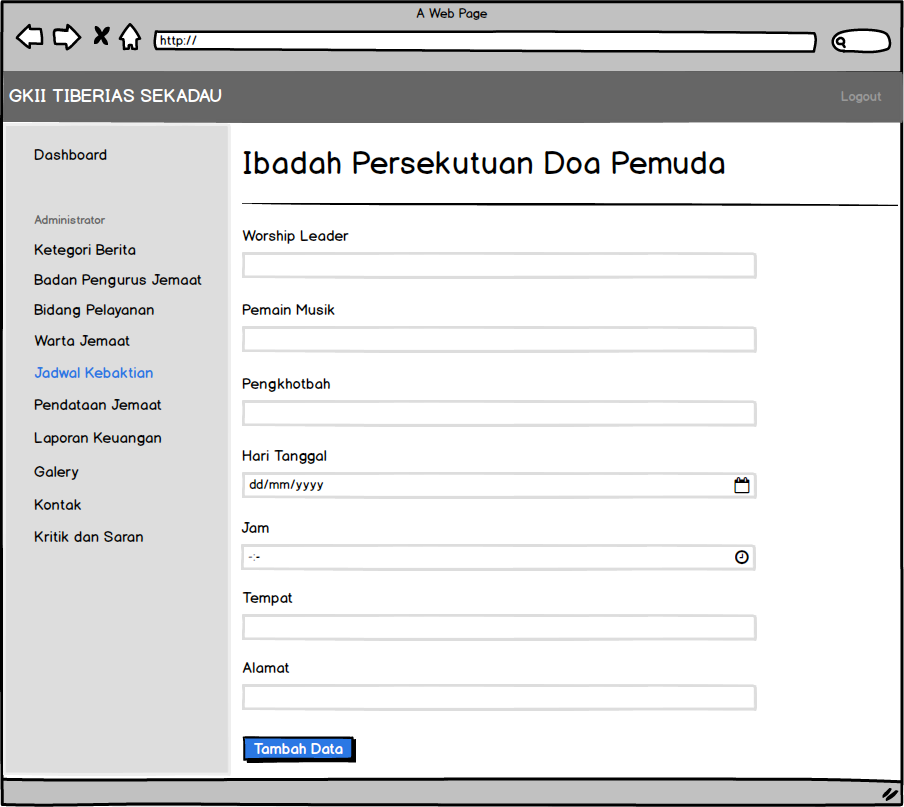 A Web Page
http://
GKII TIBERIAS SEKADAU
Logout
Dashboard
Administrator
Ketegori Berita
Badan Pengurus Jemaat
Bidang Pelayanan
Warta Jemaat
Jadwal Kebaktian
Pendataan Jemaat
Laporan Keuangan
Galery
Kontak
Kritik dan Saran
Ibadah Persekutuan Doa Pemuda
Worship Leader
Pemain Musik
Pengkhotbah
Hari Tanggal
dd/mm/yyyy
Jam
-:-
Tempat
Alamat
Tambah Data